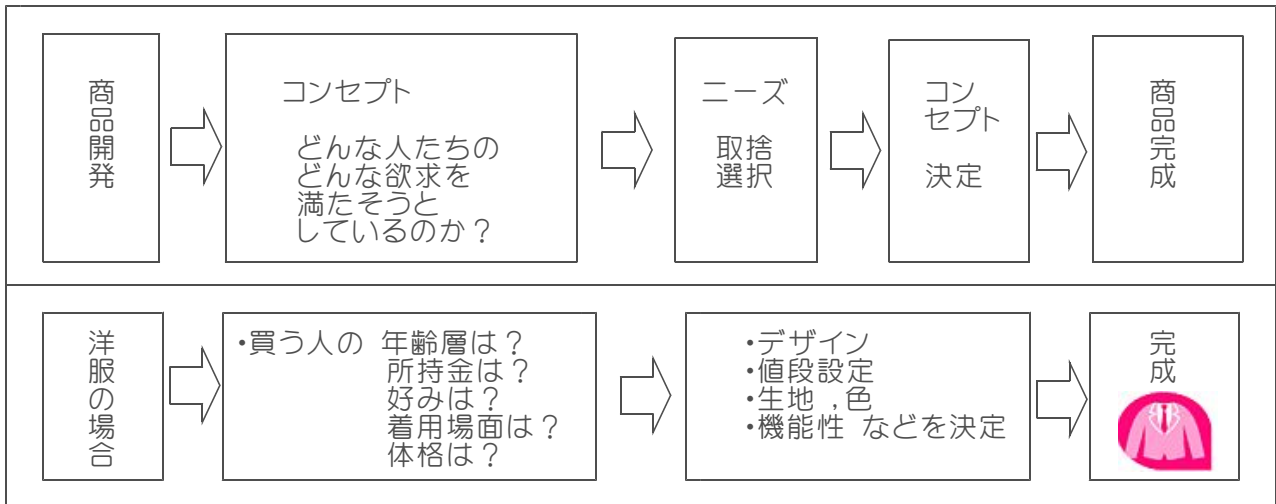 商品開発
コンセプト
どんな人たちの
どんな欲求を
満たそうと
しているのか？
ニーズ
取捨
選択
コン
セプト
決定
商品完成
洋服の場合
・買う人の 年齢層は？
所持金は？
好みは？
着用場面は？
体格は？
・デザイン
・値段設定
・生地 ,色
・機能性 などを決定
完成